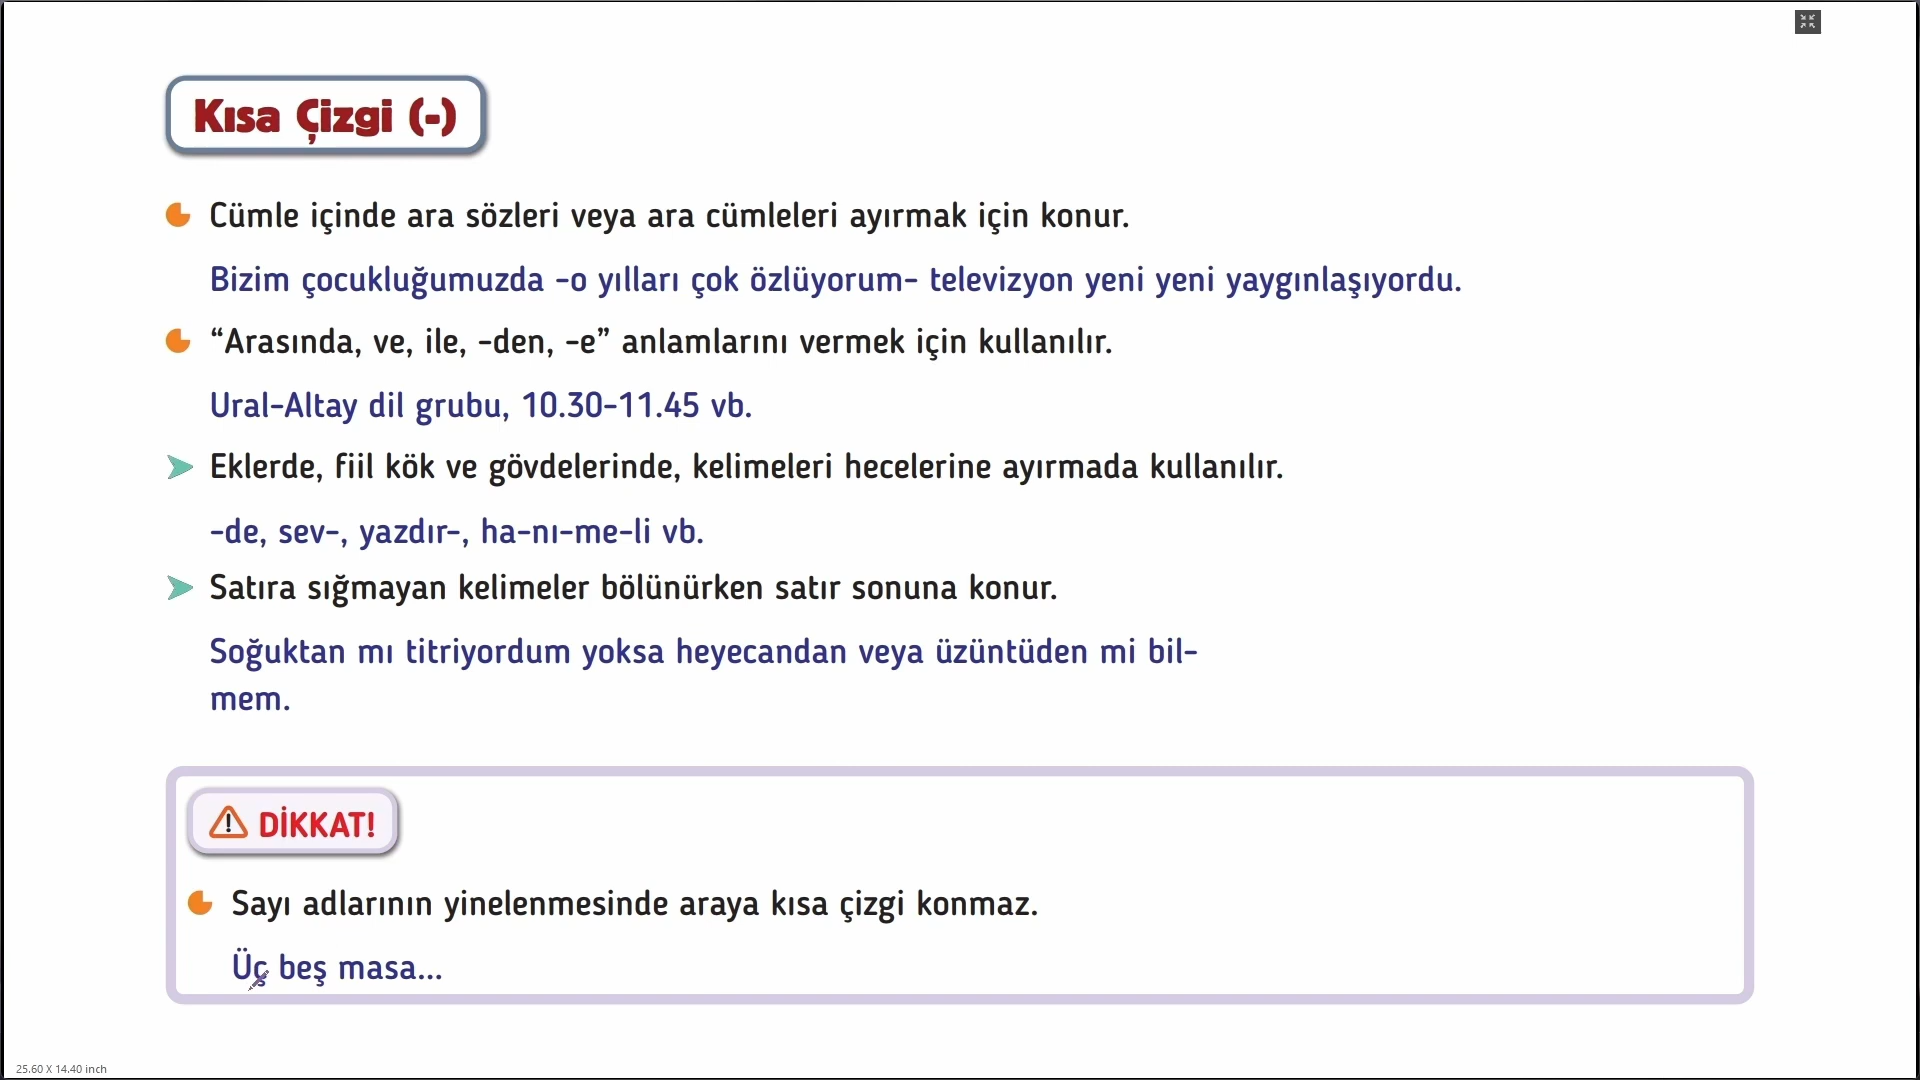 Kısa Çizgi (-)
Cümle içinde ara sözleri veya ara cümleleri ayırmak için konur.
Bizim çocukluğumuzda -o yılları çok özlüyorum- televizyon yeni yeni yaygınlaşıyordu.
“Arasında, ve, ile, -den, -e” anlamlarını vermek için kullanılır.
Ural-Altay dil grubu, 10.30-11.45 vb.
Eklerde, fiil kök ve gövdelerinde, kelimeleri hecelerine ayırmada kullanılır.
-de, sev-, yazdır-, ha-nı-me-li vb.
Satıra sığmayan kelimeler bölünürken satır sonuna konur.
Soğuktan mı titriyordum yoksa heyecandan veya üzüntüden mi bil-
mem.
DİKKAT!
Sayı adlarının yinelenmesinde araya kısa çizgi konmaz.
Üç beş masa...
25.60 X 14.40 inch